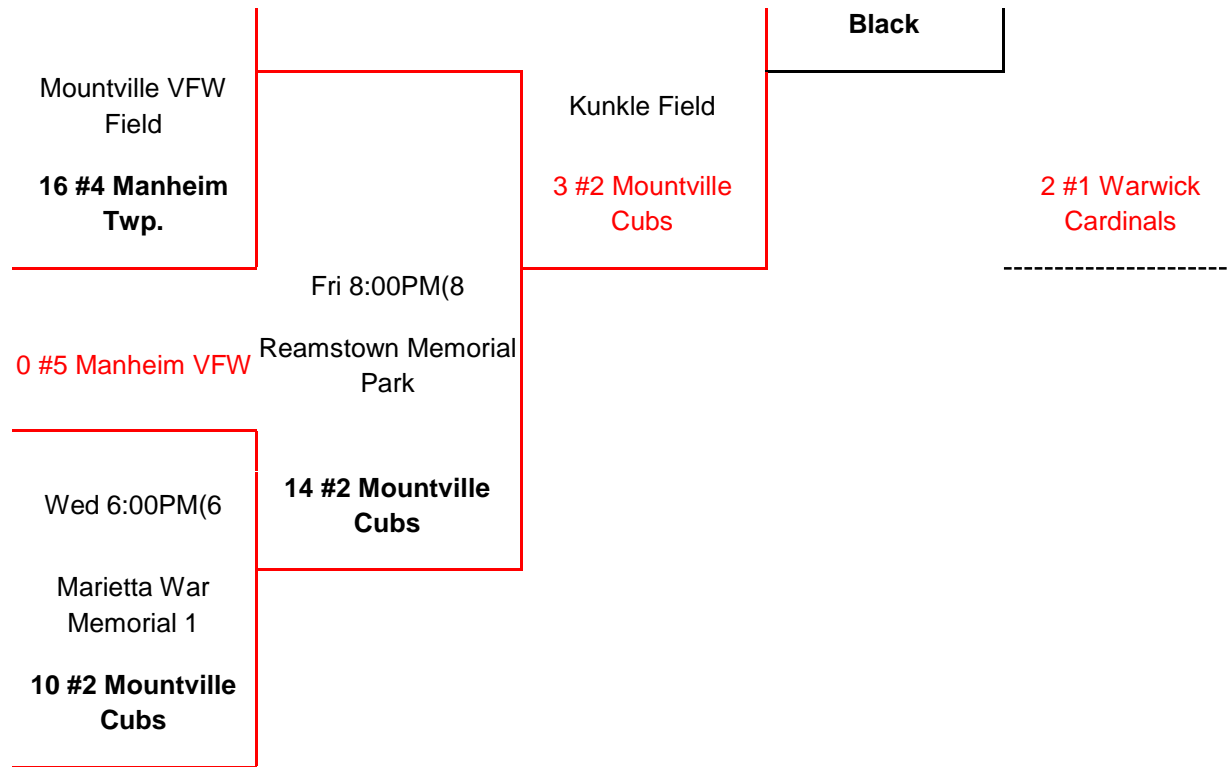 Black
Mountville VFW
Field
Kunkle Field
16 #4 Manheim
Twp.
3 #2 Mountville
Cubs
2 #1 Warwick
Cardinals
Fri 8:00PM(8
0 #5 Manheim VFW
Reamstown Memorial
Park
14 #2 Mountville
Cubs
Wed 6:00PM(6
Marietta War
Memorial 1
10 #2 Mountville
Cubs